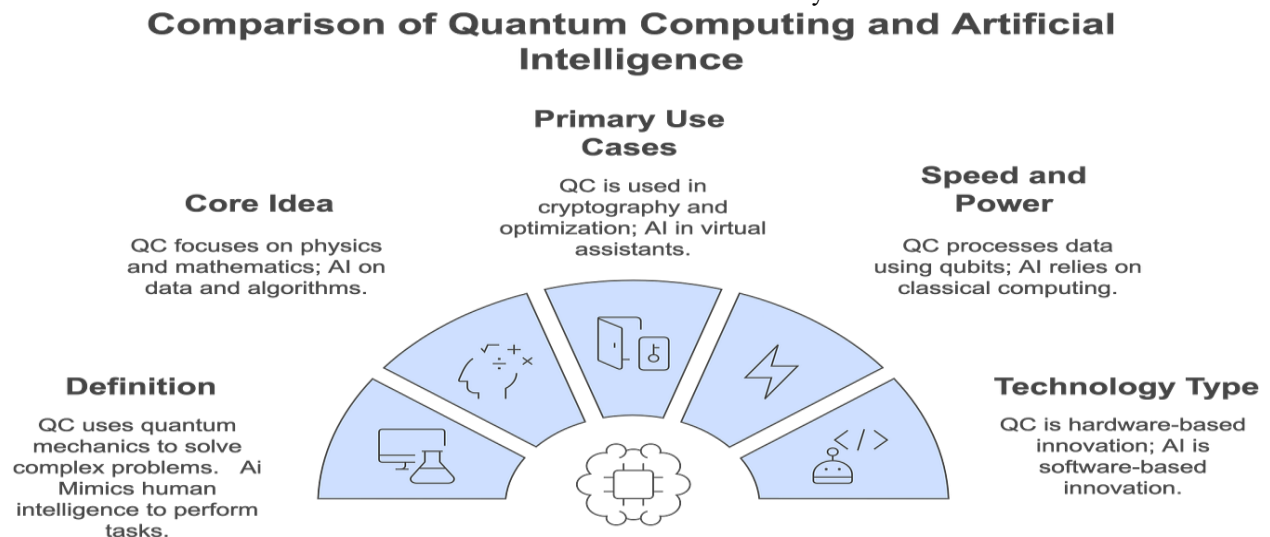 Comparison of Quantum Computing and Artificial
Intelligence
Primary Use
Cases
QC is used in
cryptography and
optimization; AI in virtual
assistants.
Speed and
Power
QC processes data
using qubits; AI relies on
classical computing.
Core Idea
QC focuses on physics
and mathematics; AI on
data and algorithms.
Definition
QC uses quantum
mechanics to solve
complex problems. Ai
Mimics human
intelligence to perform
tasks.
Technology Type
QC is hardware-based
innovation; AI is
software-based
innovation.
√ +
÷ ×
</>